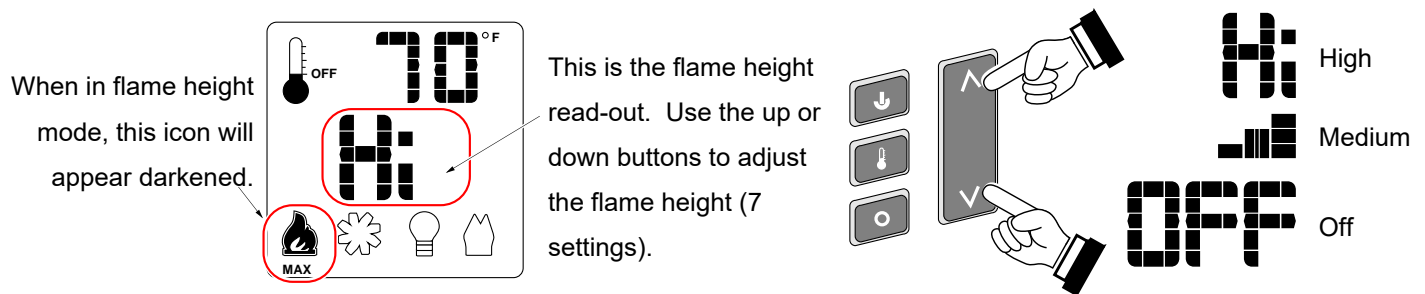 When in flame height
mode, this icon will
appear darkened.
70 °F
OFF
Hi
MAX
This is the flame height
read-out. Use the up or
down buttons to adjust
the flame height (7
settings).
Hi High
Medium
OFF Off